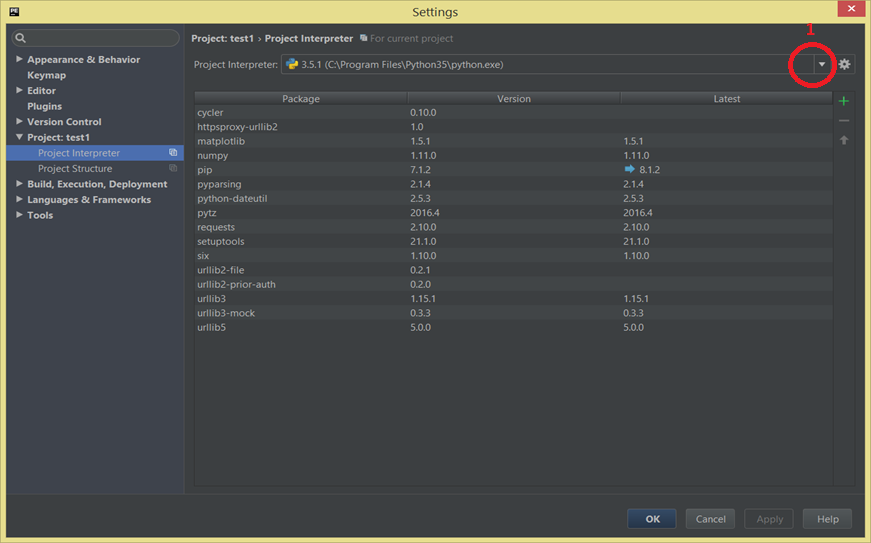 PE
Settings
1
Project: test1 › Project Interpreter For current project
Appearance & Behavior
Keymap
Editor
Plugins
Version Control
Project: test1
Project Interpreter
Project Structure
Build, Execution, Deployment
Languages & Frameworks
Tools
Project Interpreter: 3.5.1 (C:\Program Files\Python35\python.exe)
Package Version Latest
cycler 0.10.0
httpsproxy-urllib2 1.0
matplotlib 1.5.1 1.5.1
numpy 1.11.0 1.11.0
pip 7.1.2 8.1.2
pyparsing 2.1.4 2.1.4
python-dateutil 2.5.3 2.5.3
pytz 2016.4 2016.4
requests 2.10.0 2.10.0
setuptools 21.1.0 21.1.0
six 1.10.0 1.10.0
urllib2-file 0.2.1
urllib2-prior-auth 0.2.0
urllib3 1.15.1 1.15.1
urllib3-mock 0.3.3 0.3.3
urllib5 5.0.0 5.0.0
OK Cancel Apply Help